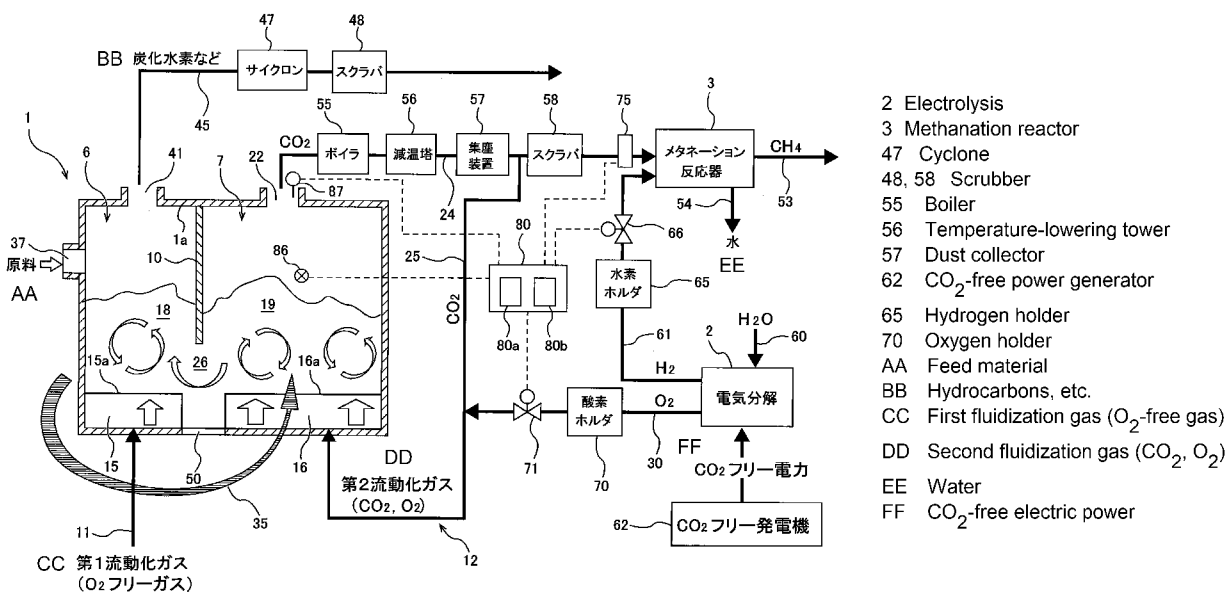 47
48
BB 炭化水素など
サイクロン
スクラバ
45
1
6
41
7
22
CO2
55
ボイラ
56
減温塔
57
集塵
装置
58
スクラバ
75
3
メタネーション
反応器
CH4
53
54
水
EE
87
24
1a
37
原料
AA
10
86
25
CO2
80
80a
80b
66
水素
ホルダ
65
61
H2
H2O
60
2
電気分解
O2
30
酸素
ホルダ
70
71
FF
CO2フリー電力
62
CO2フリー発電機
18
19
15a
26
16a
15
50
16
DD
第2流動化ガス
(CO2, O2)
12
35
11
CC 第1流動化ガス
(O2フリーガス)
2 Electrolysis
3 Methanation reactor
47 Cyclone
48, 58 Scrubber
55 Boiler
56 Temperature-lowering tower
57 Dust collector
62 CO2-free power generator
65 Hydrogen holder
70 Oxygen holder
AA Feed material
BB Hydrocarbons, etc.
CC First fluidization gas (O2-free gas)
DD Second fluidization gas (CO2, O2)
EE Water
FF CO2-free electric power